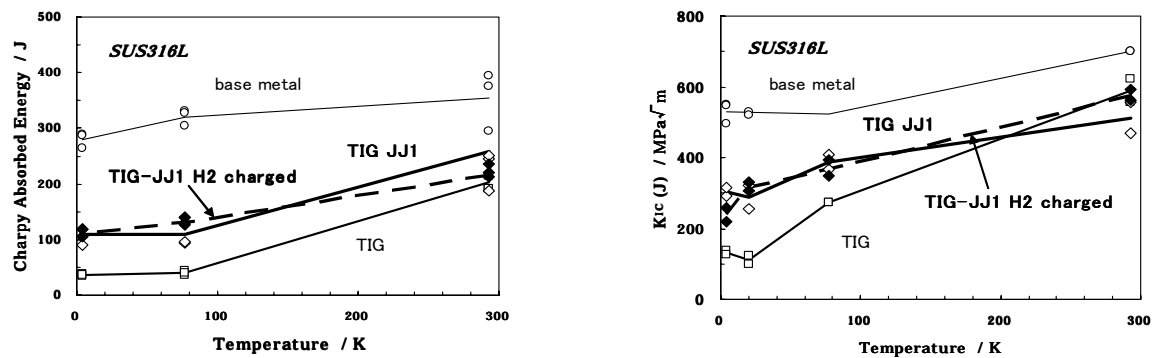 500
400
300
200
100
0
Charpy Absorbed Energy / J
SUS316L
base metal
TIG JJ1
TIG-JJ1 H2 charged
TIG
0 100 200 300
Temperature / K
800
600
400
200
0
KIC (J) / MPa√m
SUS316L
base metal
TIG JJ1
TIG-JJ1 H2 charged
TIG
0 100 200 300
Temperature / K